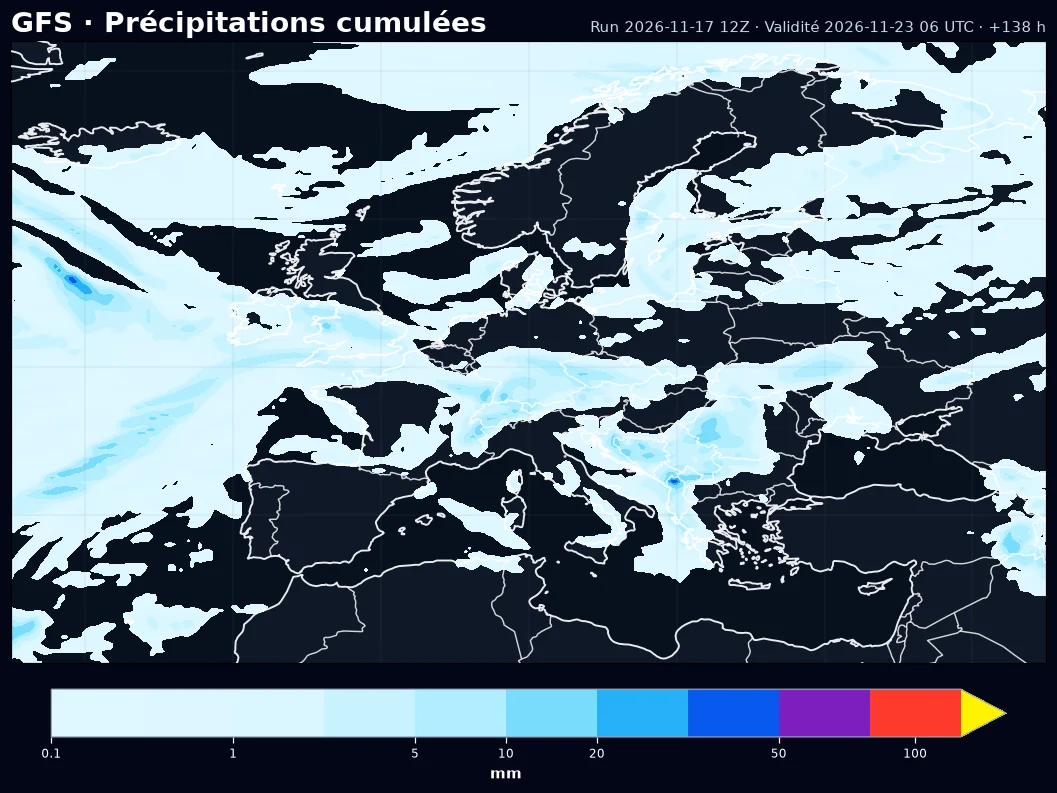 GFS · Précipitations cumulées
Run 2026-11-17 12Z · Validité 2026-11-23 06 UTC · +138 h
0.1 1 5 10 20 50 100
mm